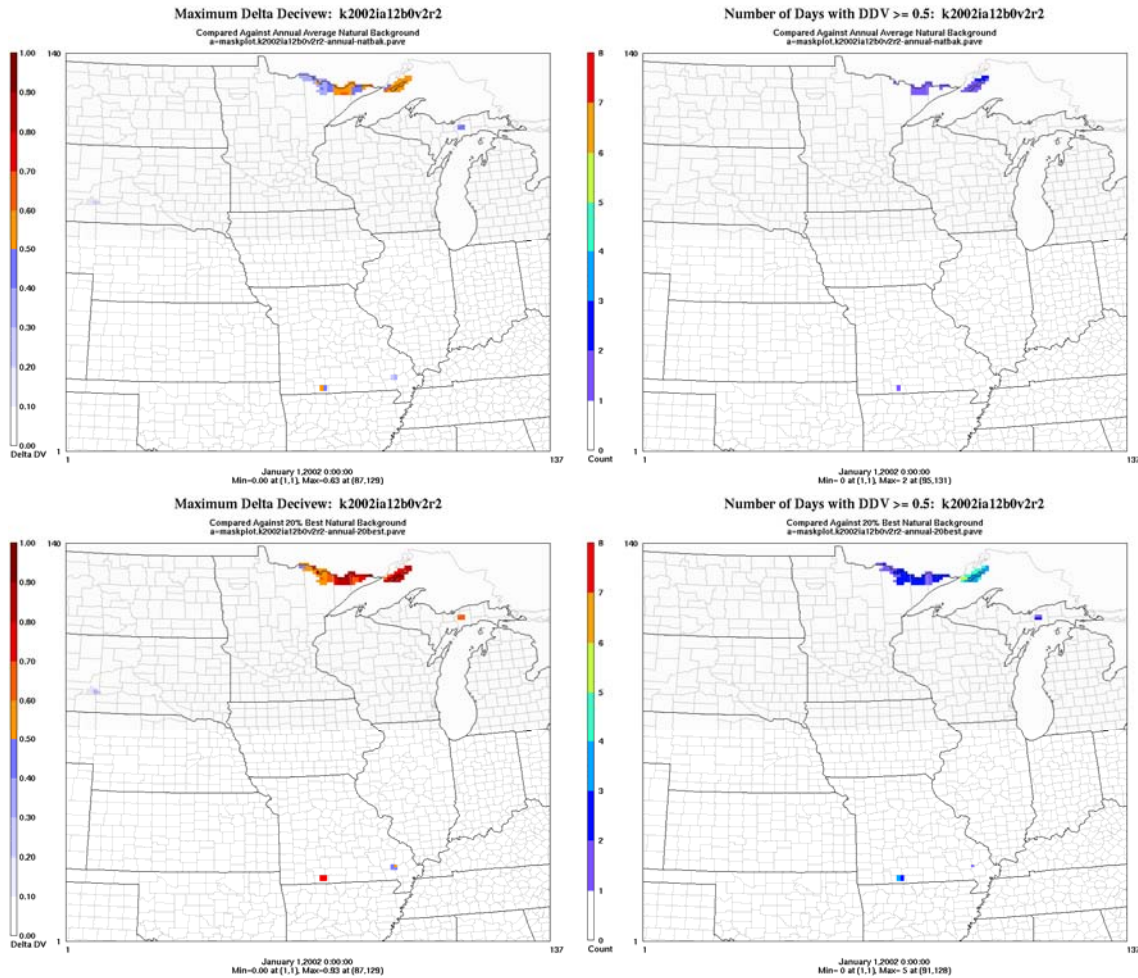 Maximum Delta Decivew: k2002ia12b0v2r2
Compared Against Annual Average Natural Background
a=maskplot.k2002ia12b0v2r2-annual-natbak.pave
1.00
0.90
0.80
0.70
0.60
0.50
0.40
0.30
0.20
0.10
0.00
Delta DV
140
1
1
137
January 1,2002 0:00:00
Min=0.00 at (1,1), Max=0.63 at (87,129)
Number of Days with DDV >= 0.5: k2002ia12b0v2r2
Compared Against Annual Average Natural Background
a=maskplot.k2002ia12b0v2r2-annual-natbak.pave
8
7
6
5
4
3
2
1
0
Count
140
1
1
137
January 1,2002 0:00:00
Min= 0 at (1,1), Max= 2 at (95,131)
Maximum Delta Decivew: k2002ia12b0v2r2
Compared Against 20% Best Natural Background
a=maskplot.k2002ia12b0v2r2-annual-20best.pave
1.00
0.90
0.80
0.70
0.60
0.50
0.40
0.30
0.20
0.10
0.00
Delta DV
140
1
1
137
January 1,2002 0:00:00
Min=0.00 at (1,1), Max=0.93 at (87,129)
Number of Days with DDV >= 0.5: k2002ia12b0v2r2
Compared Against 20% Best Natural Background
a=maskplot.k2002ia12b0v2r2-annual-20best.pave
8
7
6
5
4
3
2
1
0
Count
140
1
1
137
January 1,2002 0:00:00
Min= 0 at (1,1), Max= 5 at (91,128)